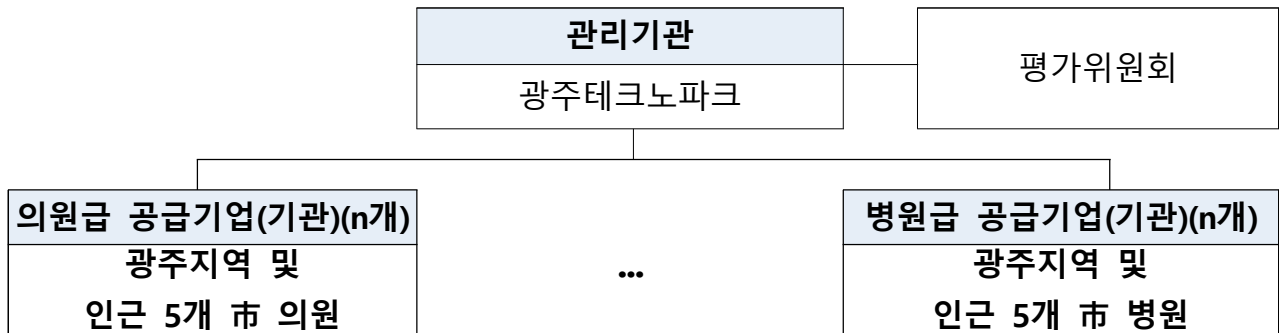 관리기관
광주테크노파크
평가위원회
의원급 공급기업(기관)(n개)
광주지역 및
인근 5개 市 의원
...
병원급 공급기업(기관)(n개)
광주지역 및
인근 5개 市 병원